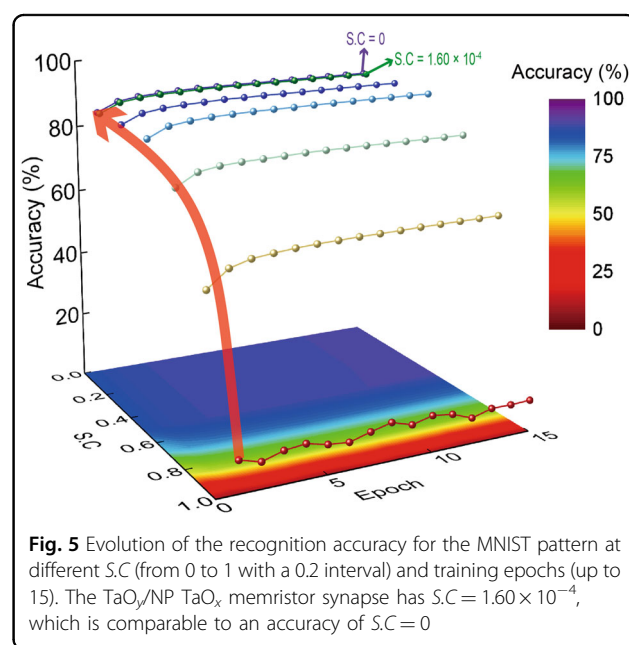 S.C = 0
S.C = 1.60 × 10⁻⁴
Accuracy (%)
100
80
60
40
20
Accuracy (%)
100
75
50
25
0
0.0
0.2
0.4
0.6
0.8
1.0
S.C
0
5
10
15
Epoch
Fig. 5 Evolution of the recognition accuracy for the MNIST pattern at
different S.C (from 0 to 1 with a 0.2 interval) and training epochs (up to
15). The TaOy/NP TaOx memristor synapse has S.C = 1.60 × 10⁻⁴,
which is comparable to an accuracy of S.C = 0